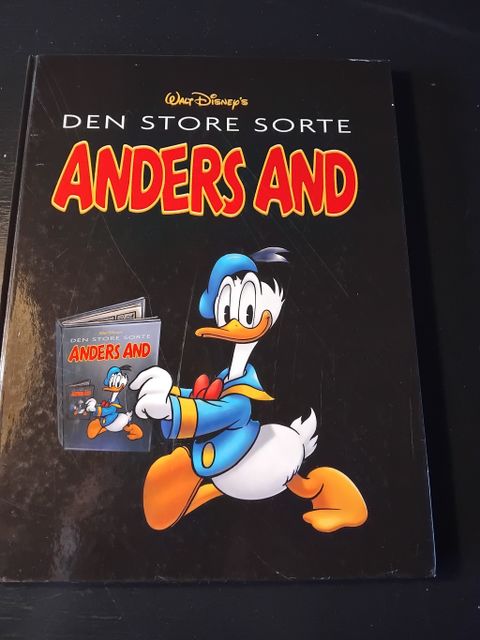 WALT DISNEY'S
DEN STORE SORTE
ANDERS AND
DEN STORE SORTE
ANDERS AND